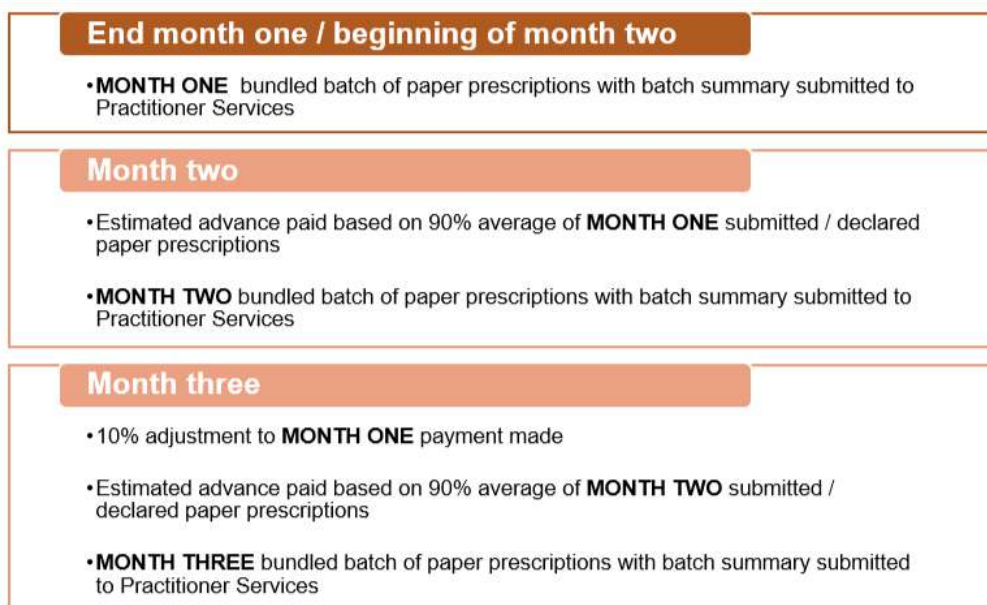 End month one / beginning of month two
•MONTH ONE bundled batch of paper prescriptions with batch summary submitted to
Practitioner Services
Month two
•Estimated advance paid based on 90% average of MONTH ONE submitted / declared
paper prescriptions
•MONTH TWO bundled batch of paper prescriptions with batch summary submitted to
Practitioner Services
Month three
•10% adjustment to MONTH ONE payment made
•Estimated advance paid based on 90% average of MONTH TWO submitted /
declared paper prescriptions
•MONTH THREE bundled batch of paper prescriptions with batch summary submitted
to Practitioner Services